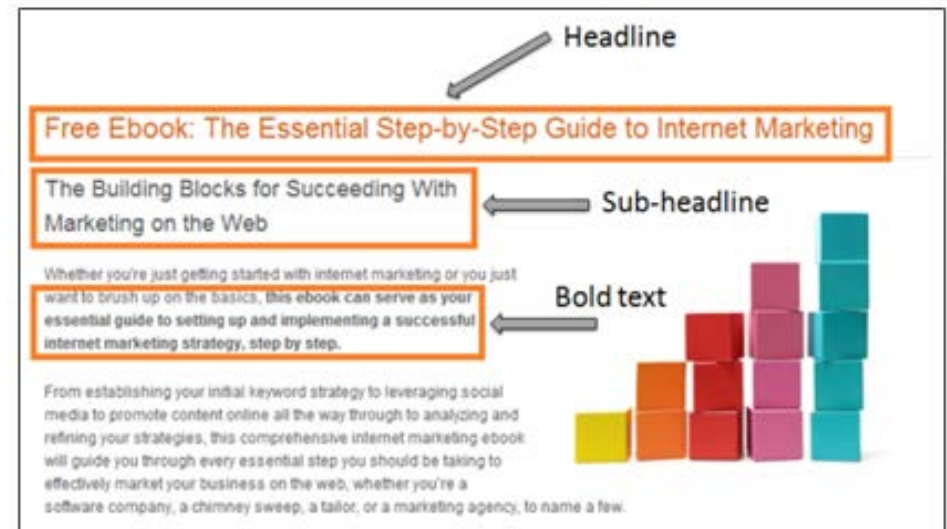 Headline
Free Ebook: The Essential Step-by-Step Guide to Internet Marketing
The Building Blocks for Succeeding With
Marketing on the Web
Sub-headline
Whether you're just getting started with internet marketing or you just
want to brush up on the basics, this ebook can serve as your
essential guide to setting up and implementing a successful
internet marketing strategy, step by step.
Bold text
From establishing your initial keyword strategy to leveraging social
media to promote content online all the way through to analyzing and
refining your strategies, this comprehensive internet marketing ebook
will guide you through every essential step you should be taking to
effectively market your business on the web, whether you're a
software company, a chimney sweep, a tailor, or a marketing agency, to name a few.